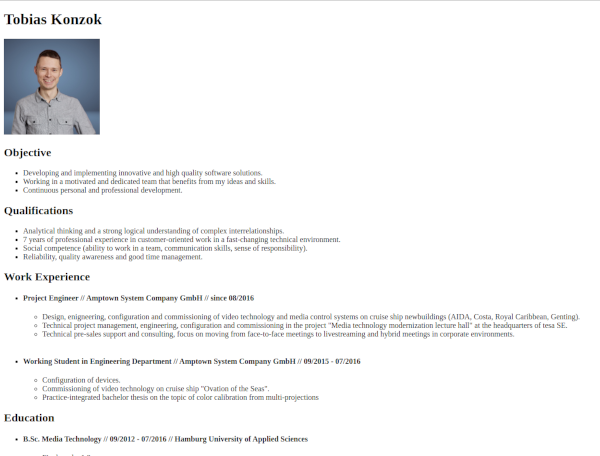 Tobias Konzok
Objective
Developing and implementing innovative and high quality software solutions.
Working in a motivated and dedicated team that benefits from my ideas and skills.
Continuous personal and professional development.
Qualifications
Analytical thinking and a strong logical understanding of complex interrelationships.
7 years of professional experience in customer-oriented work in a fast-changing technical environment.
Social competence (ability to work in a team, communication skills, sense of responsibility).
Reliability, quality awareness and good time management.
Work Experience
Project Engineer // Amptown System Company GmbH // since 08/2016
Design, enigneering, configuration and commissioning of video technology and media control systems on cruise ship newbuildings (AIDA, Costa, Royal Caribbean, Genting).
Technical project management, engineering, configuration and commissioning in the project "Media technology modernization lecture hall" at the headquarters of tesa SE.
Technical pre-sales support and consulting, focus on moving from face-to-face meetings to livestreaming and hybrid meetings in corporate environments.
Working Student in Engineering Department // Amptown System Company GmbH // 09/2015 - 07/2016
Configuration of devices.
Commissioning of video technology on cruise ship "Ovation of the Seas".
Practice-integrated bachelor thesis on the topic of color calibration from multi-projections
Education
B.Sc. Media Technology // 09/2012 - 07/2016 // Hamburg University of Applied Sciences